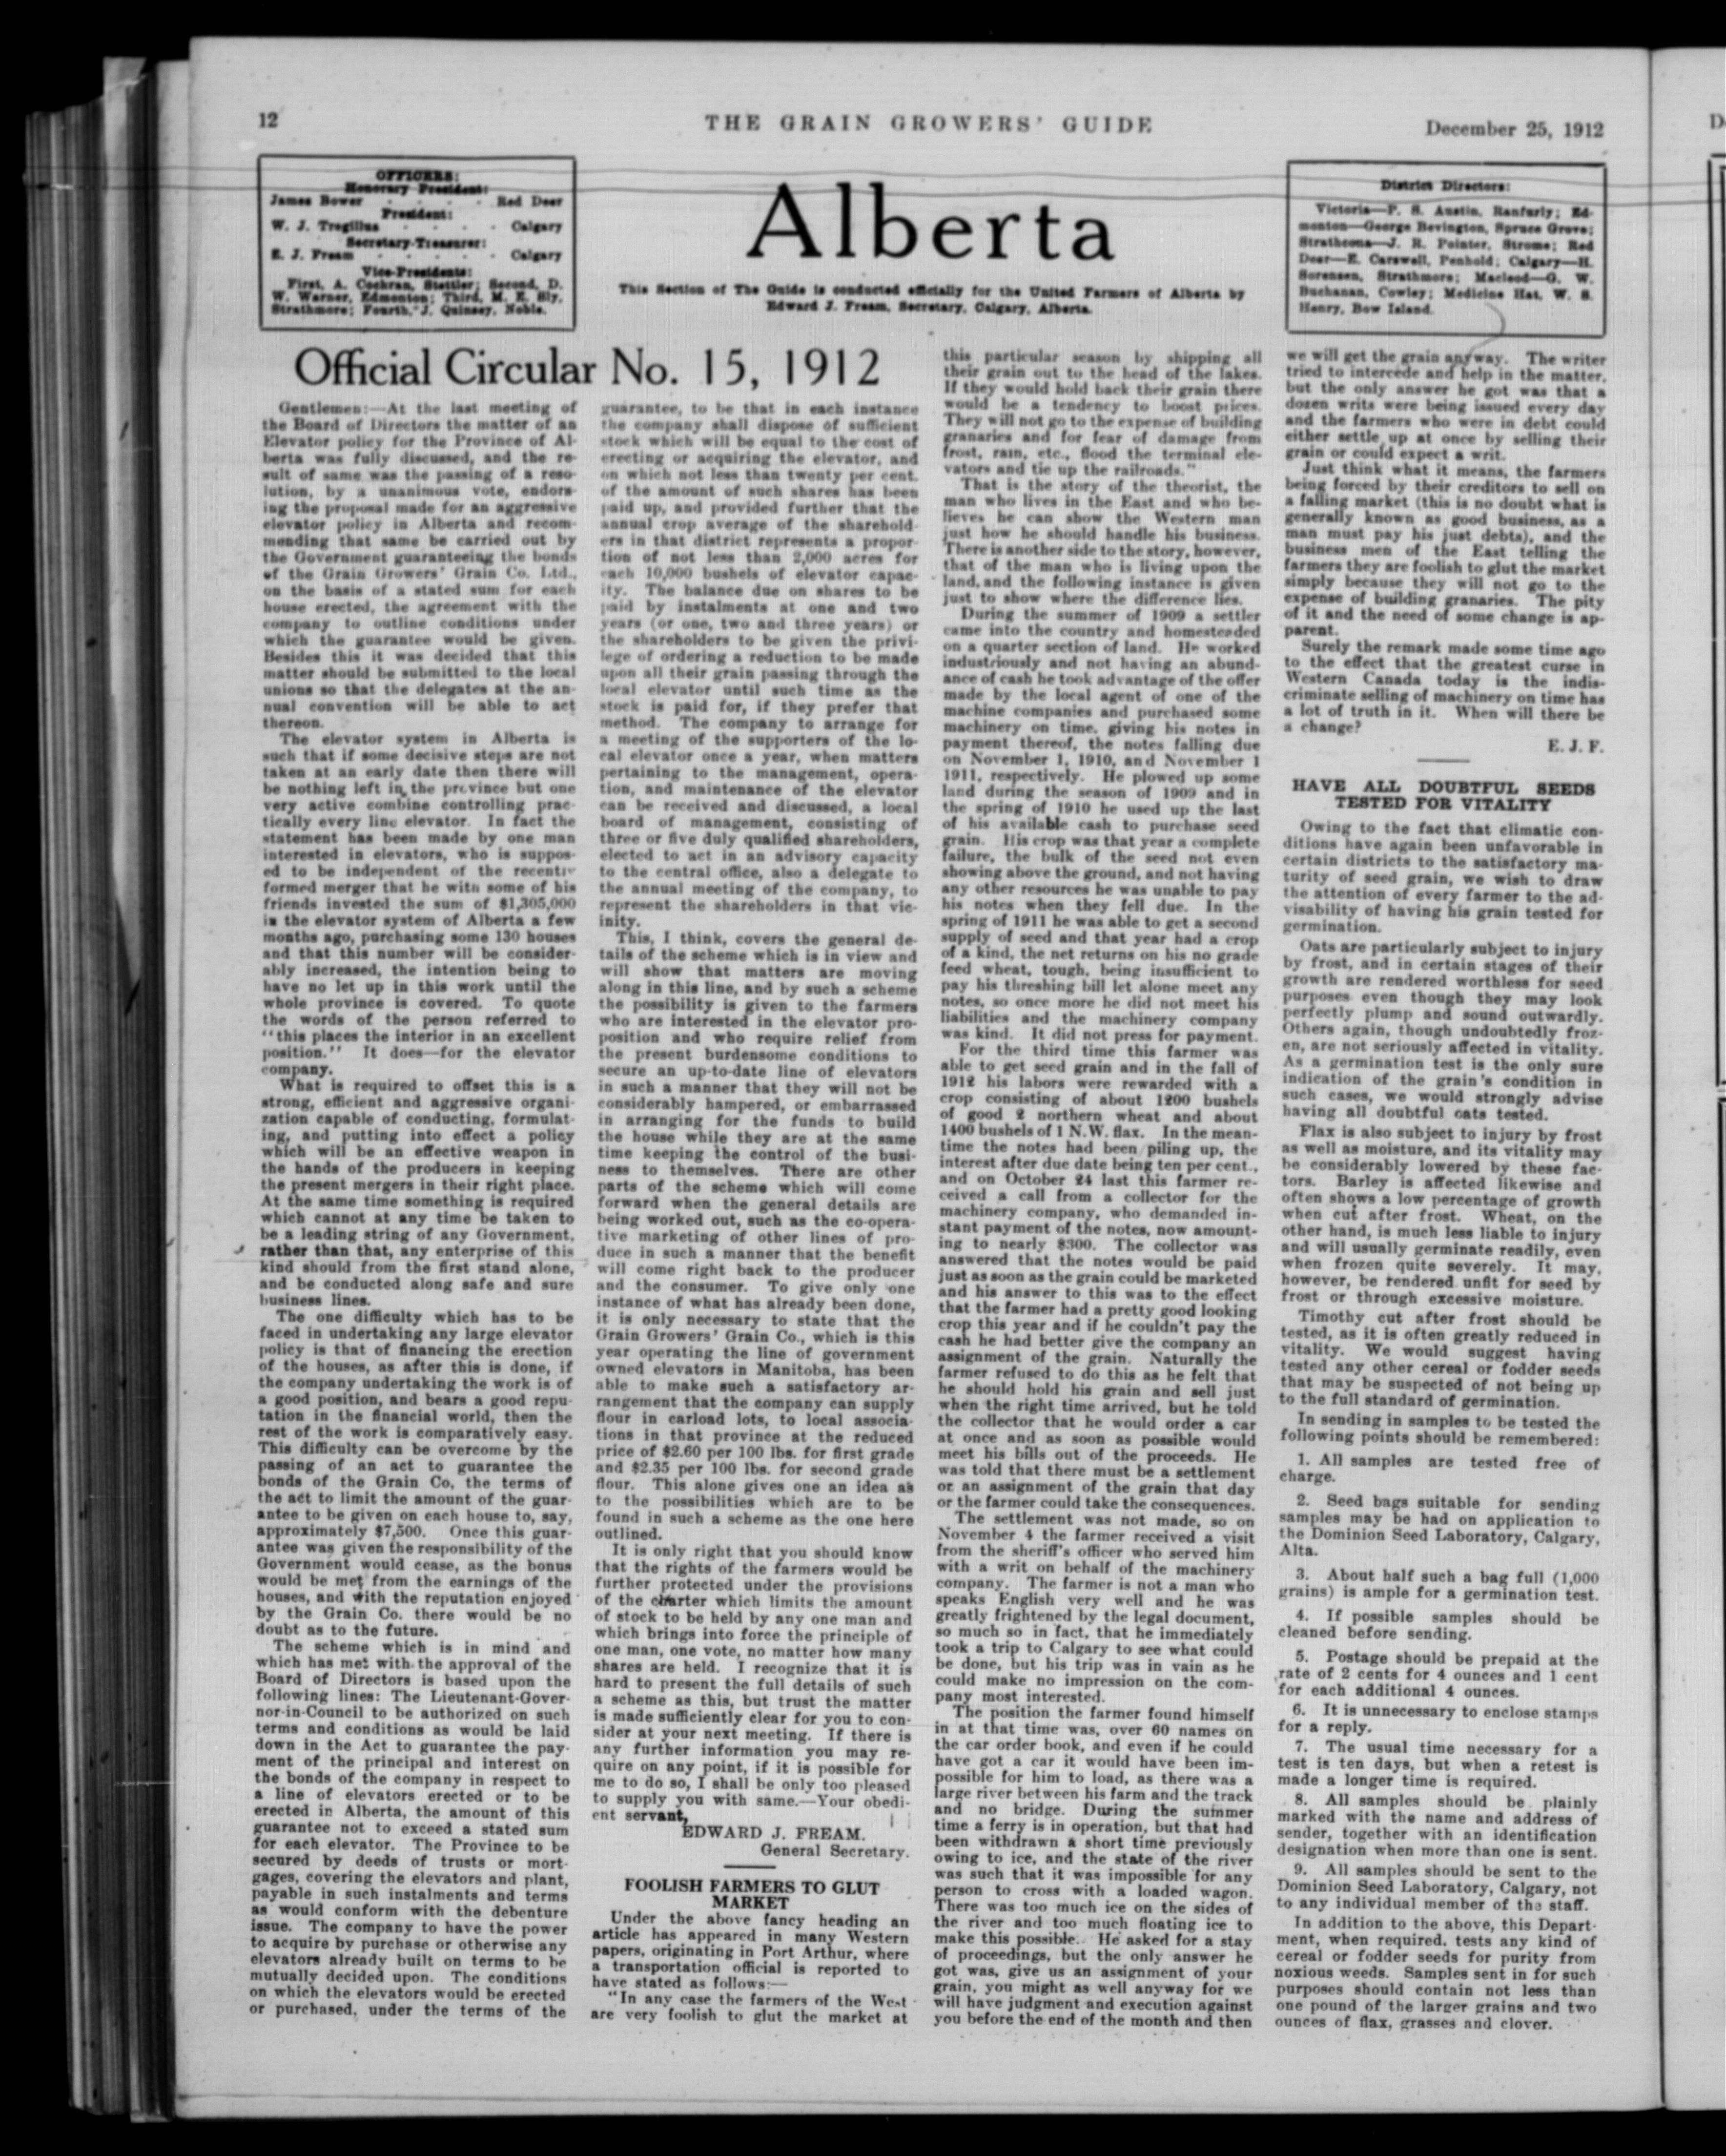 12
THE GRAIN GROWERS' GUIDE
December 25, 1912
OFFICERS:
Honorary President:
James Bower - - - - Red Deer
President:
W. J. Tregillus - - - - Calgary
Secretary-Treasurer:
E. J. Fream - - - - - Calgary
Vice-Presidents:
First, A. Cochran, Stettler; Second, D.
W. Warner, Edmonton; Third, M. E. Sly,
Strathmore; Fourth, J. Quinsey, Noble.
Alberta
This Section of The Guide is conducted officially for the United Farmers of Alberta by
Edward J. Fream, Secretary, Calgary, Alberta.
District Directors:
Victoria—P. S. Austin, Ranfurly; Ed-
monton—George Bevington, Spruce Grove;
Strathcona—J. R. Pointer, Strome; Red
Deer—E. Carswell, Penhold; Calgary—H.
Sorensen, Strathmore; Macleod—G. W.
Buchanan, Cowley; Medicine Hat, W. S.
Henry, Bow Island.
Official Circular No. 15, 1912
Gentlemen:—At the last meeting of
the Board of Directors the matter of an
Elevator policy for the Province of Al-
berta was fully discussed, and the re-
sult of same was the passing of a reso-
lution, by a unanimous vote, endors-
ing the proposal made for an aggressive
elevator policy in Alberta and recom-
mending that same be carried out by
the Government guaranteeing the bonds
of the Grain Growers' Grain Co. Ltd.,
on the basis of a stated sum for each
house erected, the agreement with the
company to outline conditions under
which the guarantee would be given.
Besides this it was decided that this
matter should be submitted to the local
unions so that the delegates at the an-
nual convention will be able to act
thereon.
The elevator system in Alberta is
such that if some decisive steps are not
taken at an early date then there will
be nothing left in the province but one
very active combine controlling prac-
tically every line elevator. In fact the
statement has been made by one man
interested in elevators, who is suppos-
ed to be independent of the recently
formed merger that he with some of his
friends invested the sum of $1,305,000
in the elevator system of Alberta a few
months ago, purchasing some 130 houses
and that this number will be consider-
ably increased, the intention being to
have no let up in this work until the
whole province is covered. To quote
the words of the person referred to
"this places the interior in an excellent
position." It does—for the elevator
company.
What is required to offset this is a
strong, efficient and aggressive organi-
zation capable of conducting, formulat-
ing, and putting into effect a policy
which will be an effective weapon in
the hands of the producers in keeping
the present mergers in their right place.
At the same time something is required
which cannot at any time be taken to
be a leading string of any Government,
rather than that, any enterprise of this
kind should from the first stand alone,
and be conducted along safe and sure
business lines.
The one difficulty which has to be
faced in undertaking any large elevator
policy is that of financing the erection
of the houses, as after this is done, if
the company undertaking the work is of
a good position, and bears a good repu-
tation in the financial world, then the
rest of the work is comparatively easy.
This difficulty can be overcome by the
passing of an act to guarantee the
bonds of the Grain Co, the terms of
the act to limit the amount of the guar-
antee to be given on each house to, say,
approximately $7,500. Once this guar-
antee was given the responsibility of the
Government would cease, as the bonus
would be met from the earnings of the
houses, and with the reputation enjoyed
by the Grain Co. there would be no
doubt as to the future.
The scheme which is in mind and
which has met with the approval of the
Board of Directors is based upon the
following lines: The Lieutenant-Gover-
nor-in-Council to be authorized on such
terms and conditions as would be laid
down in the Act to guarantee the pay-
ment of the principal and interest on
the bonds of the company in respect to
a line of elevators erected or to be
erected in Alberta, the amount of this
guarantee not to exceed a stated sum
for each elevator. The Province to be
secured by deeds of trusts or mort-
gages, covering the elevators and plant,
payable in such instalments and terms
as would conform with the debenture
issue. The company to have the power
to acquire by purchase or otherwise any
elevators already built on terms to be
mutually decided upon. The conditions
on which the elevators would be erected
or purchased, under the terms of the
guarantee, to be that in each instance
the company shall dispose of sufficient
stock which will be equal to the cost of
erecting or acquiring the elevator, and
on which not less than twenty per cent.
of the amount of such shares has been
paid up, and provided further that the
annual crop average of the sharehold-
ers in that district represents a propor-
tion of not less than 2,000 acres for
each 10,000 bushels of elevator capac-
ity. The balance due on shares to be
paid by instalments at one and two
years (or one, two and three years) or
the shareholders to be given the privi-
lege of ordering a reduction to be made
upon all their grain passing through the
local elevator until such time as the
stock is paid for, if they prefer that
method. The company to arrange for
a meeting of the supporters of the lo-
cal elevator once a year, when matters
pertaining to the management, opera-
tion, and maintenance of the elevator
can be received and discussed, a local
board of management, consisting of
three or five duly qualified shareholders,
elected to act in an advisory capacity
to the central office, also a delegate to
the annual meeting of the company, to
represent the shareholders in that vic-
inity.
This, I think, covers the general de-
tails of the scheme which is in view and
will show that matters are moving
along in this line, and by such a scheme
the possibility is given to the farmers
who are interested in the elevator pro-
position and who require relief from
the present burdensome conditions to
secure an up-to-date line of elevators
in such a manner that they will not be
considerably hampered, or embarrassed
in arranging for the funds to build
the house while they are at the same
time keeping the control of the busi-
ness to themselves. There are other
parts of the scheme which will come
forward when the general details are
being worked out, such as the co-opera-
tive marketing of other lines of pro-
duce in such a manner that the benefit
will come right back to the producer
and the consumer. To give only one
instance of what has already been done,
it is only necessary to state that the
Grain Growers' Grain Co., which is this
year operating the line of government
owned elevators in Manitoba, has been
able to make such a satisfactory ar-
rangement that the company can supply
flour in carload lots, to local associa-
tions in that province at the reduced
price of $2.60 per 100 lbs. for first grade
and $2.35 per 100 lbs. for second grade
flour. This alone gives one an idea as
to the possibilities which are to be
found in such a scheme as the one here
outlined.
It is only right that you should know
that the rights of the farmers would be
further protected under the provisions
of the charter which limits the amount
of stock to be held by any one man and
which brings into force the principle of
one man, one vote, no matter how many
shares are held. I recognize that it is
hard to present the full details of such
a scheme as this, but trust the matter
is made sufficiently clear for you to con-
sider at your next meeting. If there is
any further information you may re-
quire on any point, if it is possible for
me to do so, I shall be only too pleased
to supply you with same.—Your obedi-
ent servant,
EDWARD J. FREAM.
General Secretary.
FOOLISH FARMERS TO GLUT
MARKET
Under the above fancy heading an
article has appeared in many Western
papers, originating in Port Arthur, where
a transportation official is reported to
have stated as follows:—
"In any case the farmers of the West
are very foolish to glut the market at
this particular season by shipping all
their grain out to the head of the lakes.
If they would hold back their grain there
would be a tendency to boost prices.
They will not go to the expense of building
granaries and for fear of damage from
frost, rain, etc., flood the terminal ele-
vators and tie up the railroads."
That is the story of the theorist, the
man who lives in the East and who be-
lieves he can show the Western man
just how he should handle his business.
There is another side to the story, however,
that of the man who is living upon the
land, and the following instance is given
just to show where the difference lies.
During the summer of 1909 a settler
came into the country and homesteaded
on a quarter section of land. He worked
industriously and not having an abund-
ance of cash he took advantage of the offer
made by the local agent of one of the
machine companies and purchased some
machinery on time, giving his notes in
payment thereof, the notes falling due
on November 1, 1910, and November 1
1911, respectively. He plowed up some
land during the season of 1909 and in
the spring of 1910 he used up the last
of his available cash to purchase seed
grain. His crop was that year a complete
failure, the bulk of the seed not even
showing above the ground, and not having
any other resources he was unable to pay
his notes when they fell due. In the
spring of 1911 he was able to get a second
supply of seed and that year had a crop
of a kind, the net returns on his no grade
feed wheat, tough, being insufficient to
pay his threshing bill let alone meet any
notes, so once more he did not meet his
liabilities and the machinery company
was kind. It did not press for payment.
For the third time this farmer was
able to get seed grain and in the fall of
1912 his labors were rewarded with a
crop consisting of about 1200 bushels
of good 2 northern wheat and about
1400 bushels of 1 N.W. flax. In the mean-
time the notes had been piling up, the
interest after due date being ten per cent.,
and on October 24 last this farmer re-
ceived a call from a collector for the
machinery company, who demanded in-
stant payment of the notes, now amount-
ing to nearly $300. The collector was
answered that the notes would be paid
just as soon as the grain could be marketed
and his answer to this was to the effect
that the farmer had a pretty good looking
crop this year and if he couldn't pay the
cash he had better give the company an
assignment of the grain. Naturally the
farmer refused to do this as he felt that
he should hold his grain and sell just
when the right time arrived, but he told
the collector that he would order a car
at once and as soon as possible would
meet his bills out of the proceeds. He
was told that there must be a settlement
or an assignment of the grain that day
or the farmer could take the consequences.
The settlement was not made, so on
November 4 the farmer received a visit
from the sheriff's officer who served him
with a writ on behalf of the machinery
company. The farmer is not a man who
speaks English very well and he was
greatly frightened by the legal document,
so much so in fact, that he immediately
took a trip to Calgary to see what could
be done, but his trip was in vain as he
could make no impression on the com-
pany most interested.
The position the farmer found himself
in at that time was, over 60 names on
the car order book, and even if he could
have got a car it would have been im-
possible for him to load, as there was a
large river between his farm and the track
and no bridge. During the summer
time a ferry is in operation, but that had
been withdrawn a short time previously
owing to ice, and the state of the river
was such that it was impossible for any
person to cross with a loaded wagon.
There was too much ice on the sides of
the river and too much floating ice to
make this possible. He asked for a stay
of proceedings, but the only answer he
got was, give us an assignment of your
grain, you might as well anyway for we
will have judgment and execution against
you before the end of the month and then
we will get the grain anyway. The writer
tried to intercede and help in the matter,
but the only answer he got was that a
dozen writs were being issued every day
and the farmers who were in debt could
either settle up at once by selling their
grain or could expect a writ.
Just think what it means, the farmers
being forced by their creditors to sell on
a falling market (this is no doubt what is
generally known as good business, as a
man must pay his just debts), and the
business men of the East telling the
farmers they are foolish to glut the market
simply because they will not go to the
expense of building granaries. The pity
of it and the need of some change is ap-
parent.
Surely the remark made some time ago
to the effect that the greatest curse in
Western Canada today is the indis-
criminate selling of machinery on time has
a lot of truth in it. When will there be
a change?
E. J. F.
HAVE ALL DOUBTFUL SEEDS
TESTED FOR VITALITY
Owing to the fact that climatic con-
ditions have again been unfavorable in
certain districts to the satisfactory ma-
turity of seed grain, we wish to draw
the attention of every farmer to the ad-
visability of having his grain tested for
germination.
Oats are particularly subject to injury
by frost, and in certain stages of their
growth are rendered worthless for seed
purposes even though they may look
perfectly plump and sound outwardly.
Others again, though undoubtedly froz-
en, are not seriously affected in vitality.
As a germination test is the only sure
indication of the grain's condition in
such cases, we would strongly advise
having all doubtful oats tested.
Flax is also subject to injury by frost
as well as moisture, and its vitality may
be considerably lowered by these fac-
tors. Barley is affected likewise and
often shows a low percentage of growth
when cut after frost. Wheat, on the
other hand, is much less liable to injury
and will usually germinate readily, even
when frozen quite severely. It may,
however, be rendered unfit for seed by
frost or through excessive moisture.
Timothy cut after frost should be
tested, as it is often greatly reduced in
vitality. We would suggest having
tested any other cereal or fodder seeds
that may be suspected of not being up
to the full standard of germination.
In sending in samples to be tested the
following points should be remembered:
1. All samples are tested free of
charge.
2. Seed bags suitable for sending
samples may be had on application to
the Dominion Seed Laboratory, Calgary,
Alta.
3. About half such a bag full (1,000
grains) is ample for a germination test.
4. If possible samples should be
cleaned before sending.
5. Postage should be prepaid at the
rate of 2 cents for 4 ounces and 1 cent
for each additional 4 ounces.
6. It is unnecessary to enclose stamps
for a reply.
7. The usual time necessary for a
test is ten days, but when a retest is
made a longer time is required.
8. All samples should be plainly
marked with the name and address of
sender, together with an identification
designation when more than one is sent.
9. All samples should be sent to the
Dominion Seed Laboratory, Calgary, not
to any individual member of the staff.
In addition to the above, this Depart-
ment, when required, tests any kind of
cereal or fodder seeds for purity from
noxious weeds. Samples sent in for such
purposes should contain not less than
one pound of the larger grains and two
ounces of flax, grasses and clover.